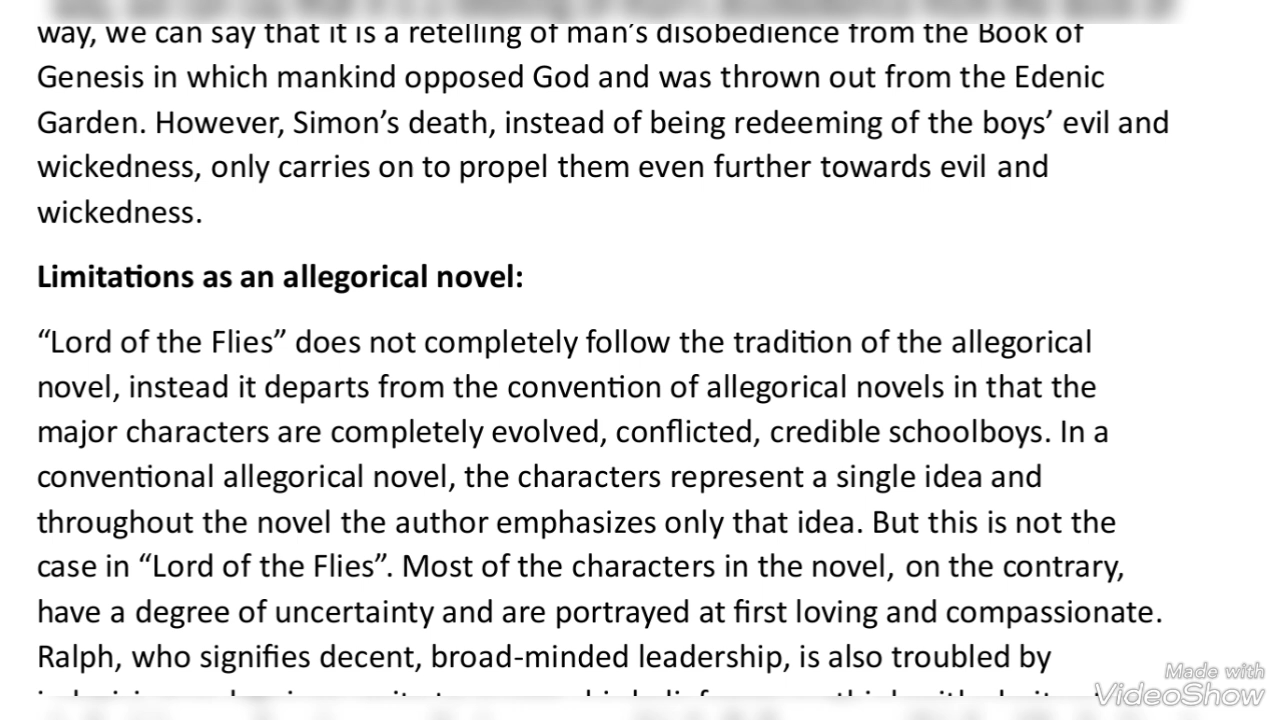 way, we can say that it is a retelling of man’s disobedience from the Book of
Genesis in which mankind opposed God and was thrown out from the Edenic
Garden. However, Simon’s death, instead of being redeeming of the boys’ evil and
wickedness, only carries on to propel them even further towards evil and
wickedness.
Limitations as an allegorical novel:
“Lord of the Flies” does not completely follow the tradition of the allegorical
novel, instead it departs from the convention of allegorical novels in that the
major characters are completely evolved, conflicted, credible schoolboys. In a
conventional allegorical novel, the characters represent a single idea and
throughout the novel the author emphasizes only that idea. But this is not the
case in “Lord of the Flies”. Most of the characters in the novel, on the contrary,
have a degree of uncertainty and are portrayed at first loving and compassionate.
Ralph, who signifies decent, broad-minded leadership, is also troubled by
Made with
VideoShow